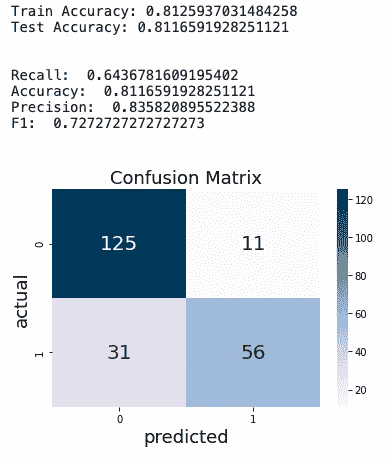 Train Accuracy: 0.8125937031484258
Test Accuracy: 0.8116591928251121
Recall: 0.6436781609195402
Accuracy: 0.8116591928251121
Precision: 0.835820895522388
F1: 0.7272727272727273
Confusion Matrix
125 11
31 56
0
1
actual
0 1
predicted
120
100
80
60
40
20